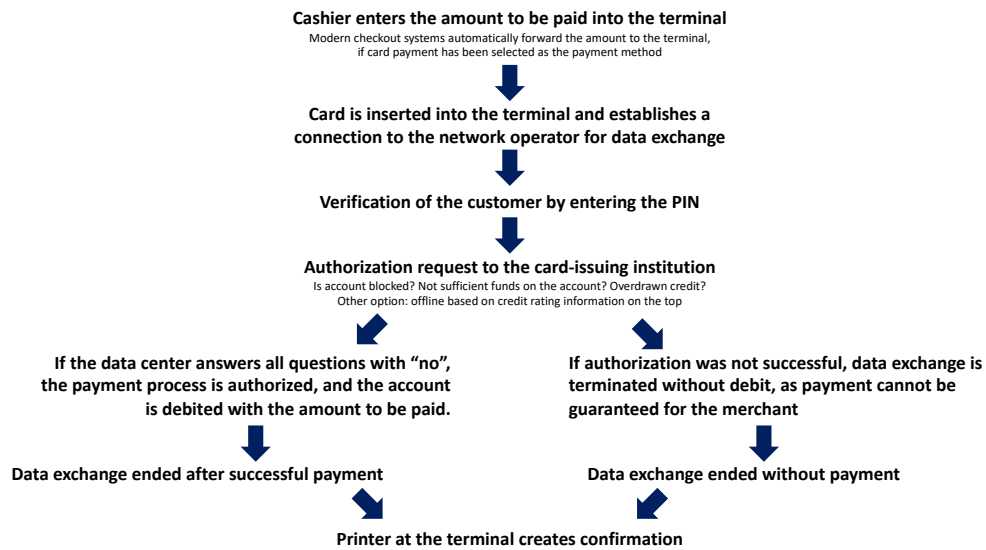 Cashier enters the amount to be paid into the terminal
Modern checkout systems automatically forward the amount to the terminal,
if card payment has been selected as the payment method
Card is inserted into the terminal and establishes a
connection to the network operator for data exchange
Verification of the customer by entering the PIN
Authorization request to the card-issuing institution
Is account blocked? Not sufficient funds on the account? Overdrawn credit?
Other option: offline based on credit rating information on the top
If the data center answers all questions with “no”,
the payment process is authorized, and the account
is debited with the amount to be paid.
If authorization was not successful, data exchange is
terminated without debit, as payment cannot be
guaranteed for the merchant
Data exchange ended after successful payment
Data exchange ended without payment
Printer at the terminal creates confirmation